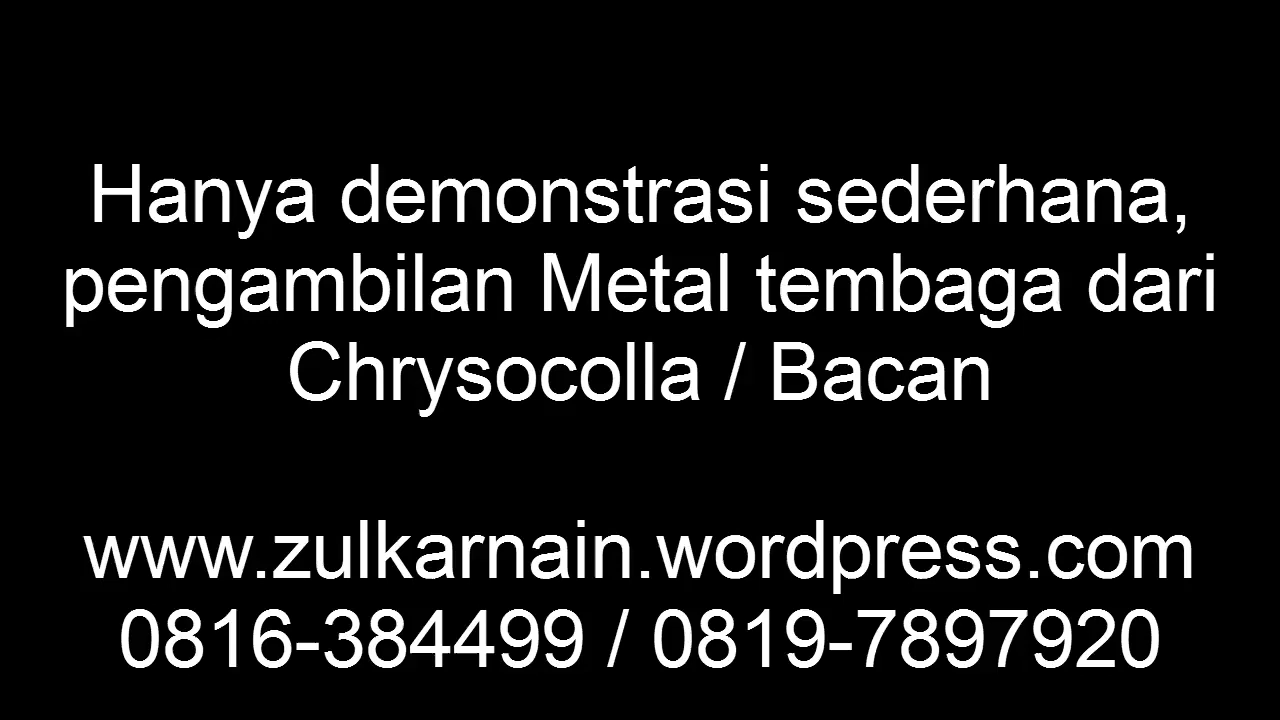 Hanya demonstrasi sederhana,
pengambilan Metal tembaga dari
Chrysocolla / Bacan
www.zulkarnain.wordpress.com
0816-384499 / 0819-7897920